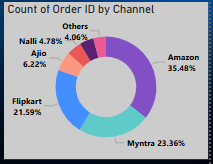 Count of Order ID by Channel
Others
4.06%
Nalli 4.78%
Ajio
6.22%
Amazon
35.48%
Flipkart
21.59%
Myntra 23.36%